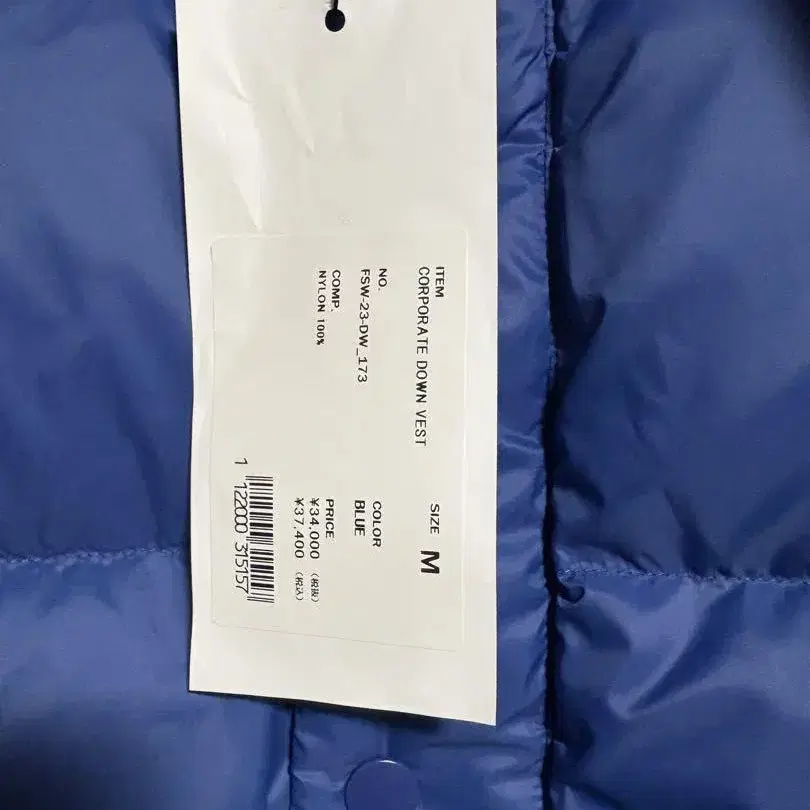 ITEM
CORPORATE DOWN VEST
SIZE
M
NO.
FSW-23-DW_173
COLOR
BLUE
COMP.
NYLON 100%
PRICE
¥34,000 (税抜)
¥37,400 (税込)
1 122000 315157